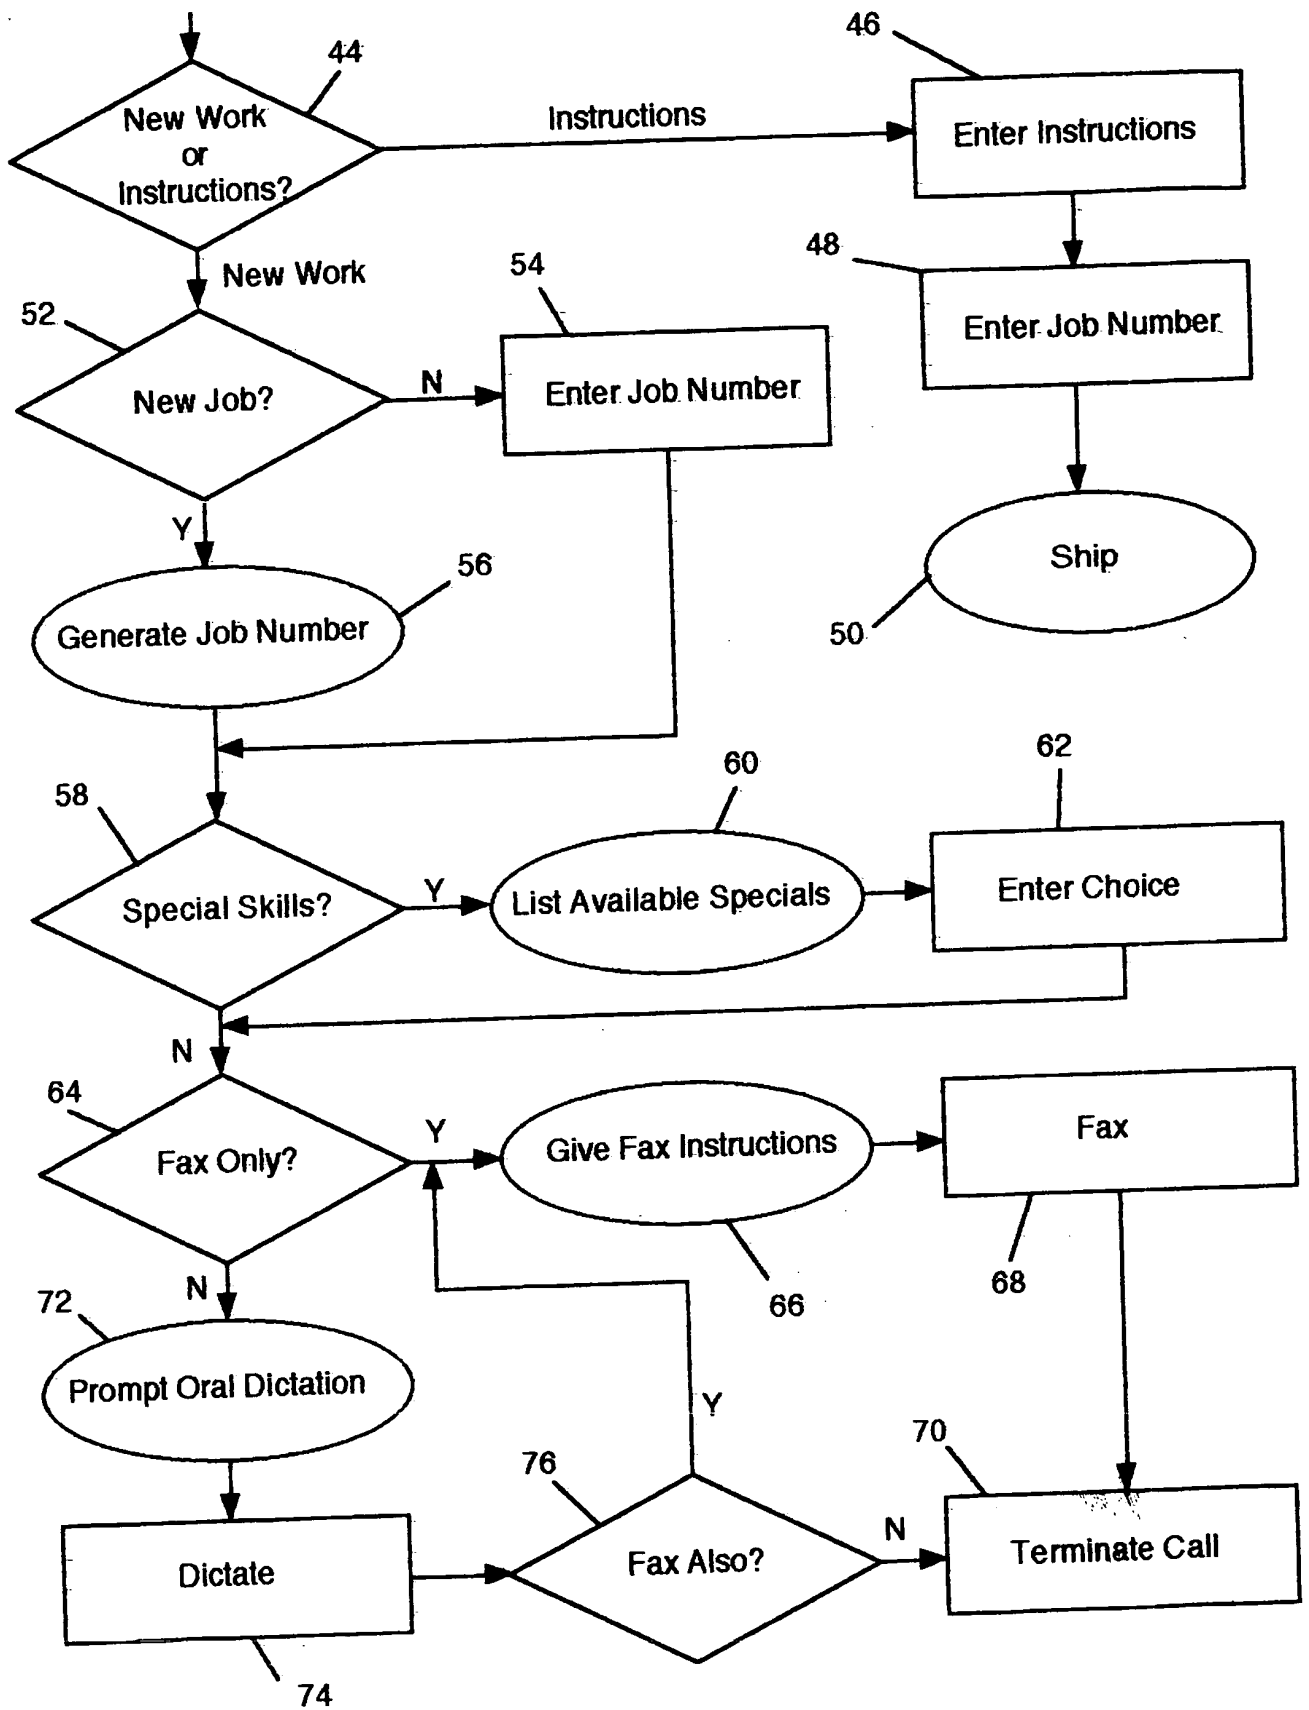 44
46
New Work
or
Instructions?
Instructions
Enter Instructions
New Work
48
Enter Job Number
52
54
New Job?
N
Enter Job Number
Y
56
Generate Job Number
Ship
50
58
60
62
Special Skills?
Y
List Available Specials
Enter Choice
N
64
Fax Only?
Y
Give Fax Instructions
Fax
66
68
N
72
Prompt Oral Dictation
Y
70
76
Dictate
Fax Also?
N
Terminate Call
74